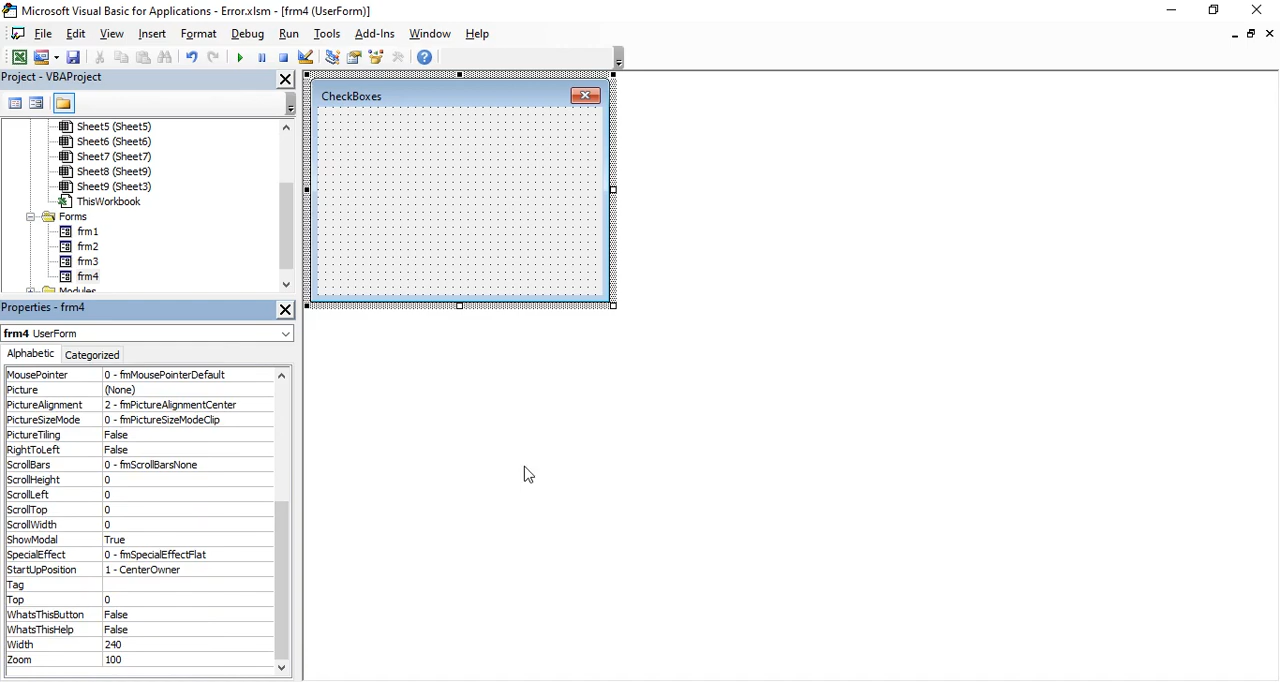 Microsoft Visual Basic for Applications - Error.xlsm - [frm4 (UserForm)]
File Edit View Insert Format Debug Run Tools Add-Ins Window Help
Project - VBAProject
Sheet5 (Sheet5)
Sheet6 (Sheet6)
Sheet7 (Sheet7)
Sheet8 (Sheet9)
Sheet9 (Sheet3)
ThisWorkbook
Forms
frm1
frm2
frm3
frm4
Modules
Properties - frm4
frm4 UserForm
Alphabetic Categorized
MousePointer 0 - fmMousePointerDefault
Picture (None)
PictureAlignment 2 - fmPictureAlignmentCenter
PictureSizeMode 0 - fmPictureSizeModeClip
PictureTiling False
RightToLeft False
ScrollBars 0 - fmScrollBarsNone
ScrollHeight 0
ScrollLeft 0
ScrollTop 0
ScrollWidth 0
ShowModal True
SpecialEffect 0 - fmSpecialEffectFlat
StartUpPosition 1 - CenterOwner
Tag
Top 0
WhatsThisButton False
WhatsThisHelp False
Width 240
Zoom 100
CheckBoxes